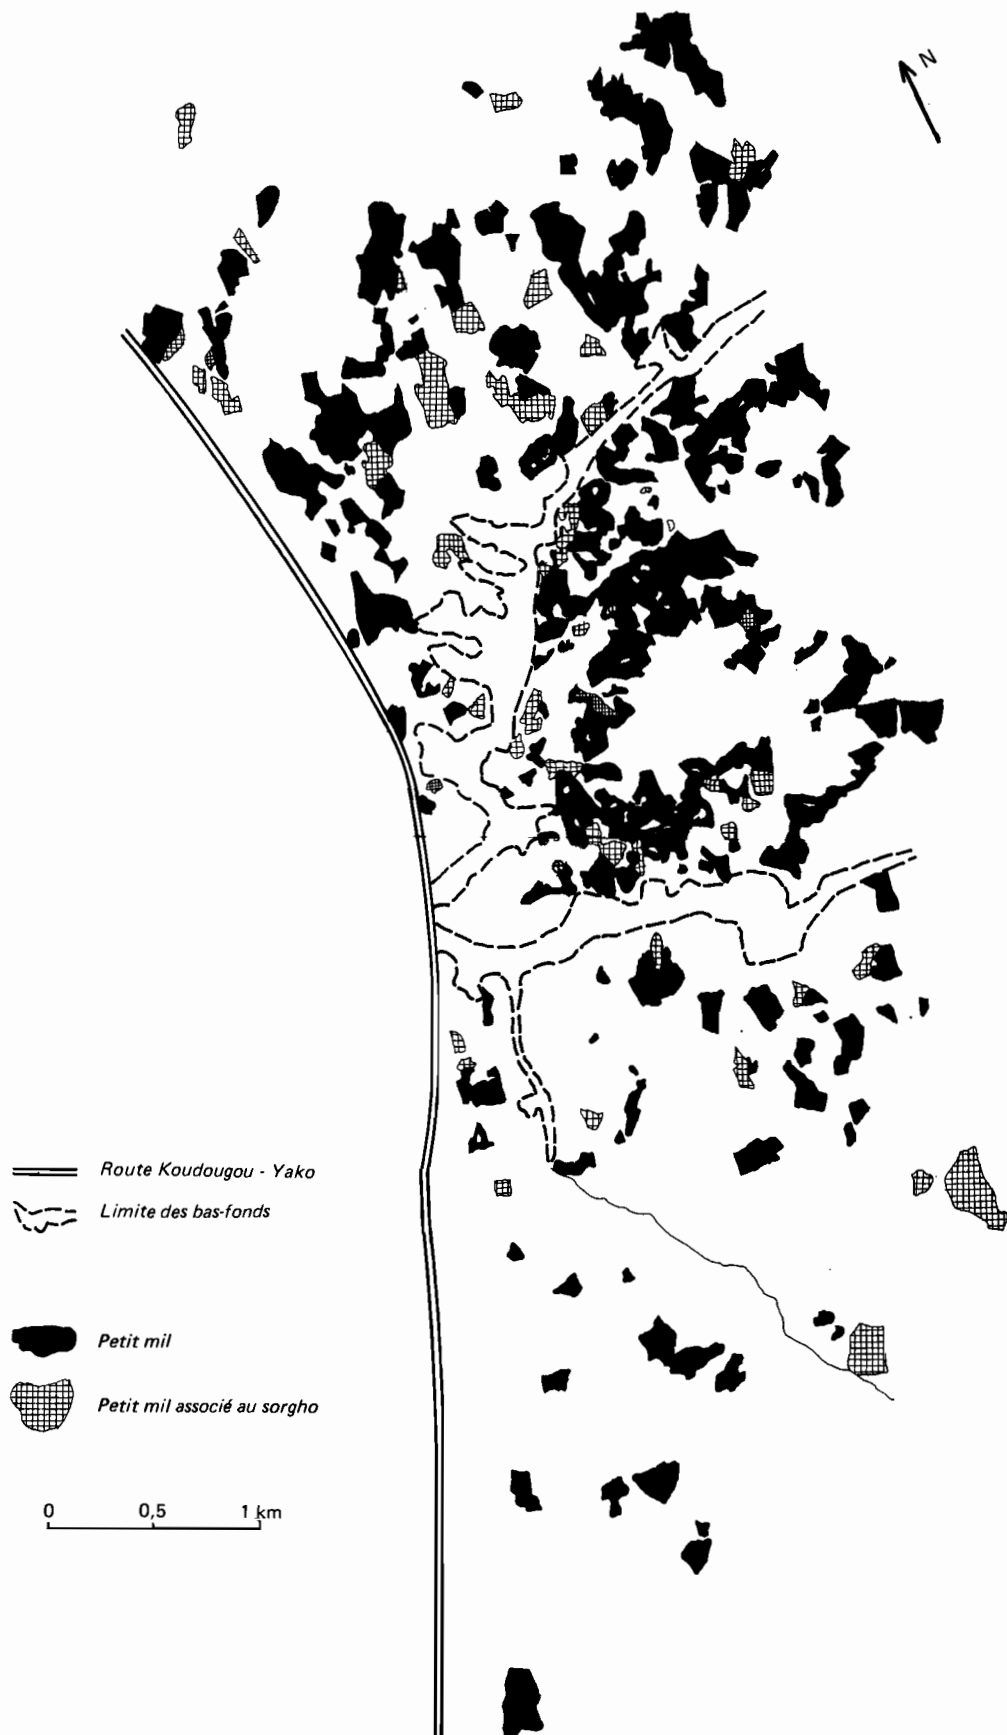 N
Route Koudougou - Yako
Limite des bas-fonds
Petit mil
Petit mil associé au sorgho
0 0,5 1 km